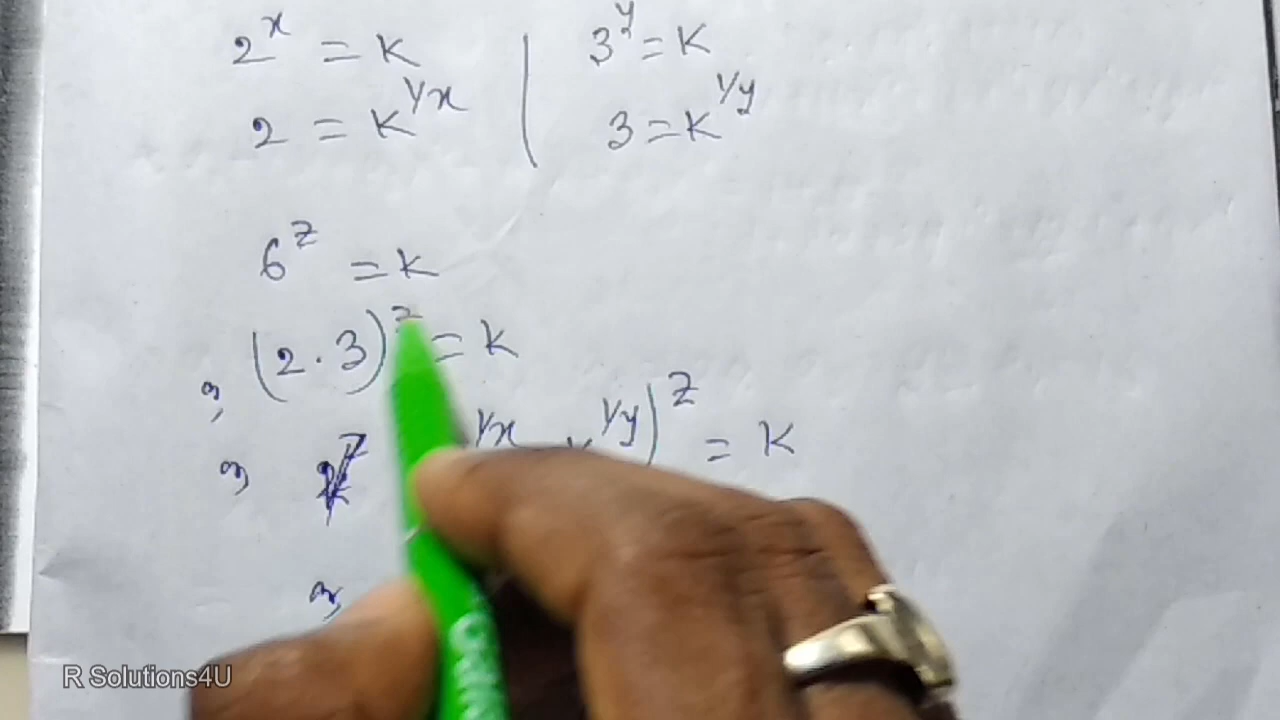 2^x = K | 3^y = K
2 = K^1/x | 3 = K^1/y
6^z = K
(2 · 3)^z = K
1/x K^1/y)^z = K
R Solutions4U